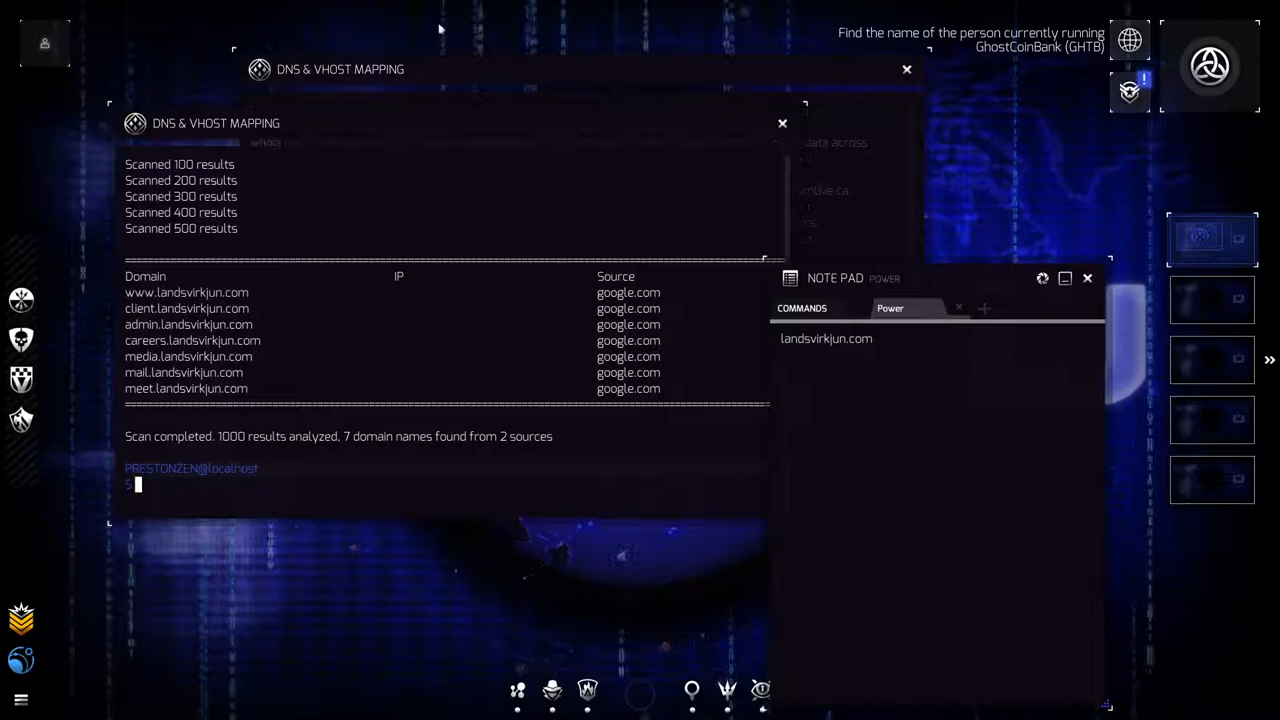 Find the name of the person currently running
GhostCoinBank (GHTB)
DNS & VHOST MAPPING
DNS & VHOST MAPPING
whois
data across
Scanned 100 results
Scanned 200 results
Scanned 300 results
Scanned 400 results
Scanned 500 results
Domain IP Source
www.landsvirkjun.com google.com
client.landsvirkjun.com google.com
admin.landsvirkjun.com google.com
careers.landsvirkjun.com google.com
media.landsvirkjun.com google.com
mail.landsvirkjun.com google.com
meet.landsvirkjun.com google.com
Scan completed. 1000 results analyzed, 7 domain names found from 2 sources
PRESTONZEN@localhost
$
NOTE PAD POWER
COMMANDS Power
landsvirkjun.com